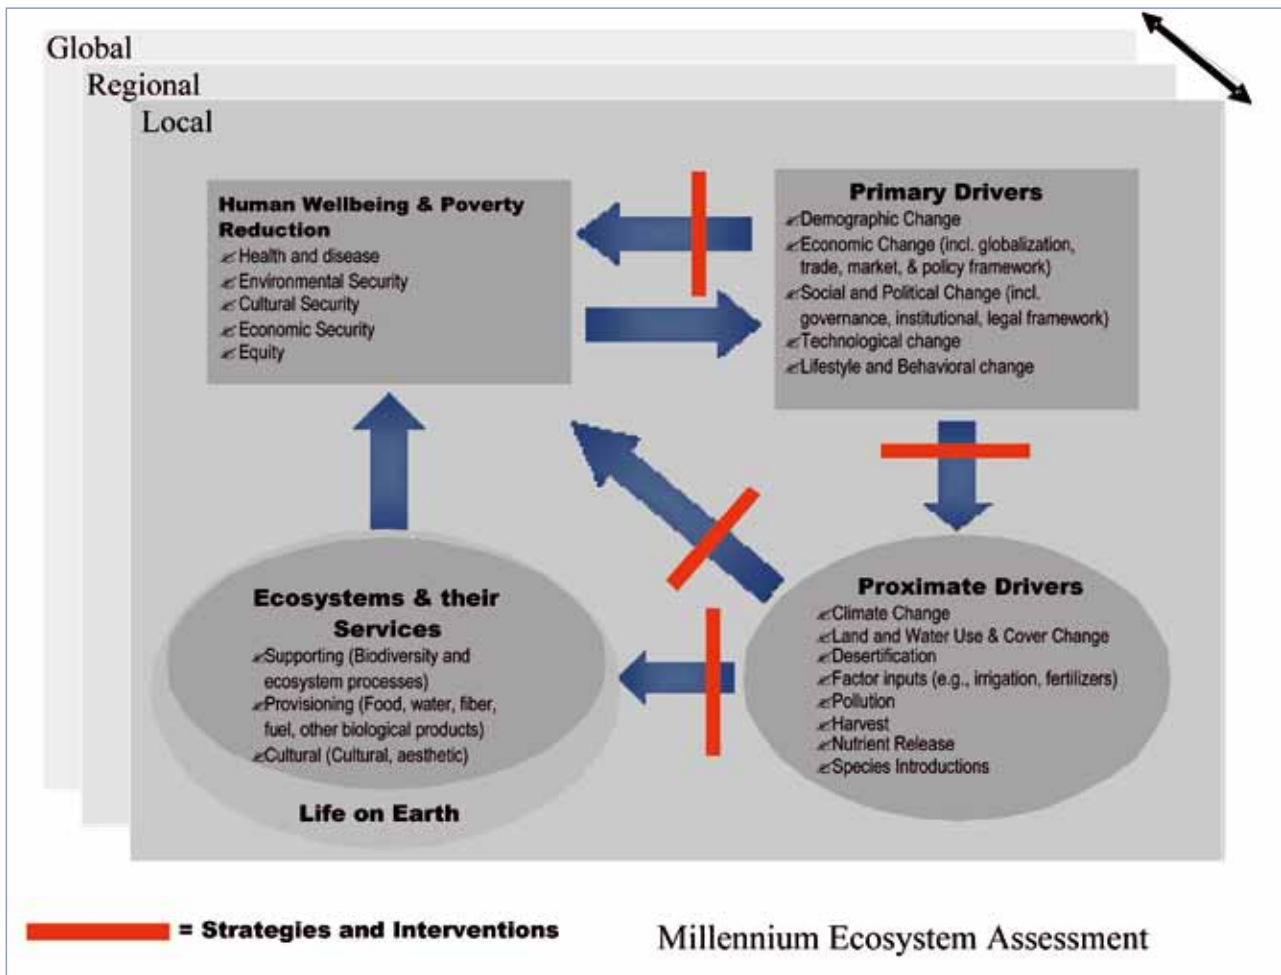 Global
Regional
Local
Human Wellbeing & Poverty
Reduction
Health and disease
Environmental Security
Cultural Security
Economic Security
Equity
Primary Drivers
Demographic Change
Economic Change (incl. globalization,
trade, market, & policy framework)
Social and Political Change (incl.
governance, institutional, legal framework)
Technological change
Lifestyle and Behavioral change
Ecosystems & their
Services
Supporting (Biodiversity and
ecosystem processes)
Provisioning (Food, water, fiber,
fuel, other biological products)
Cultural (Cultural, aesthetic)
Life on Earth
Proximate Drivers
Climate Change
Land and Water Use & Cover Change
Desertification
Factor inputs (e.g., irrigation, fertilizers)
Pollution
Harvest
Nutrient Release
Species Introductions
= Strategies and Interventions
Millennium Ecosystem Assessment